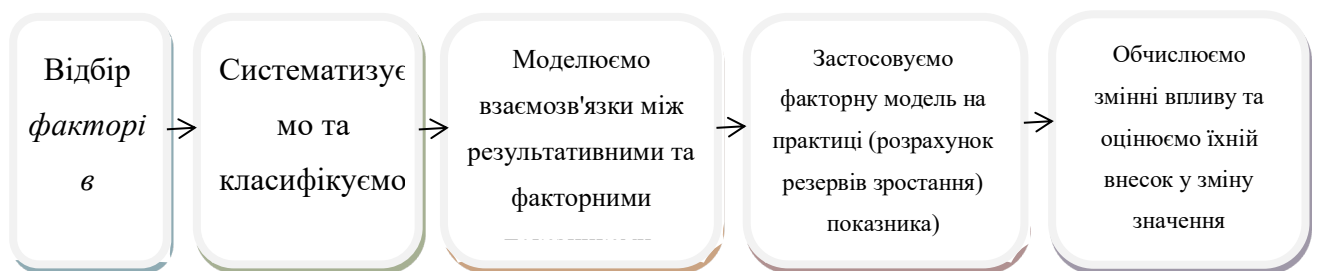 Відбір
факторі
в
Систематизує
мо та
класифікуємо
Моделюємо
взаємозв'язки між
результативними та
факторними
Застосовуємо
факторну модель на
практиці (розрахунок
резервів зростання)
показника)
Обчислюємо
змінні впливу та
оцінюємо їхній
внесок у зміну
значення